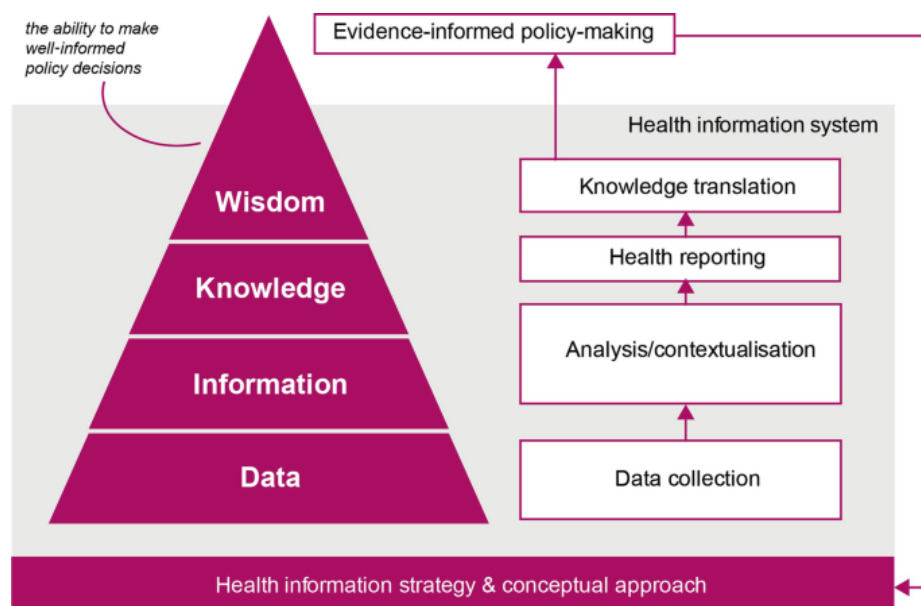 the ability to make
well-informed
policy decisions
Evidence-informed policy-making
Health information system
Wisdom
Knowledge
Information
Data
Knowledge translation
Health reporting
Analysis/contextualisation
Data collection
Health information strategy & conceptual approach